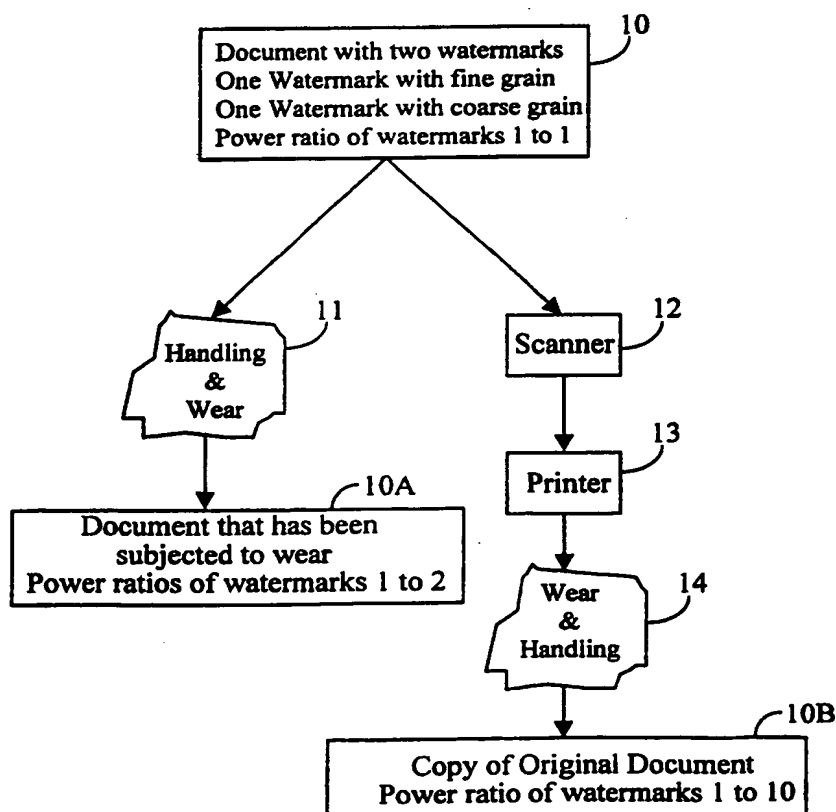 10
Document with two watermarks
One Watermark with fine grain
One Watermark with coarse grain
Power ratio of watermarks 1 to 1
11
Handling
&
Wear
12
Scanner
13
Printer
10A
Document that has been
subjected to wear
Power ratios of watermarks 1 to 2
14
Wear
&
Handling
10B
Copy of Original Document
Power ratio of watermarks 1 to 10